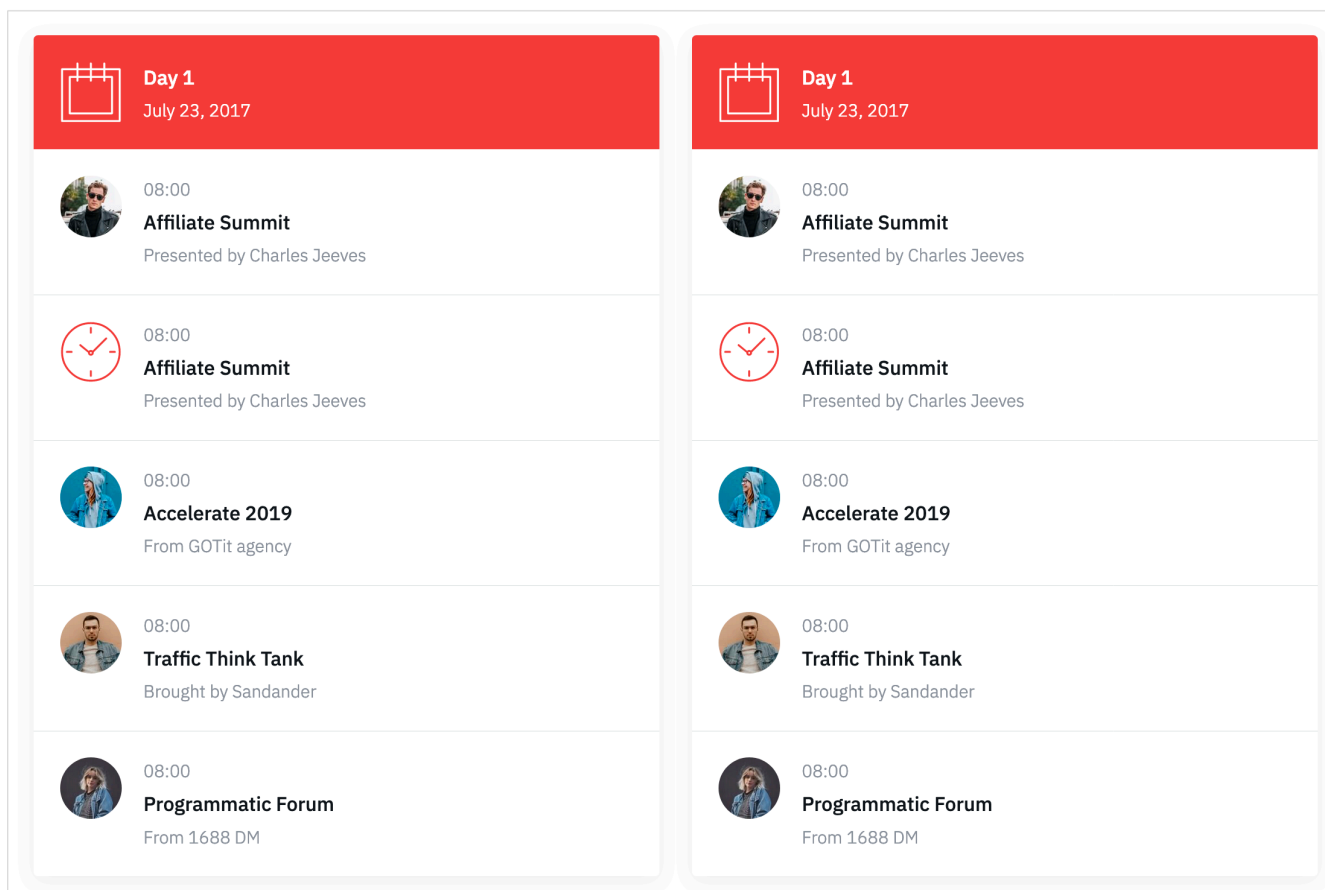 Day 1
July 23, 2017
08:00
Affiliate Summit
Presented by Charles Jeeves
08:00
Affiliate Summit
Presented by Charles Jeeves
08:00
Accelerate 2019
From GOTit agency
08:00
Traffic Think Tank
Brought by Sandander
08:00
Programmatic Forum
From 1688 DM
Day 1
July 23, 2017
08:00
Affiliate Summit
Presented by Charles Jeeves
08:00
Affiliate Summit
Presented by Charles Jeeves
08:00
Accelerate 2019
From GOTit agency
08:00
Traffic Think Tank
Brought by Sandander
08:00
Programmatic Forum
From 1688 DM